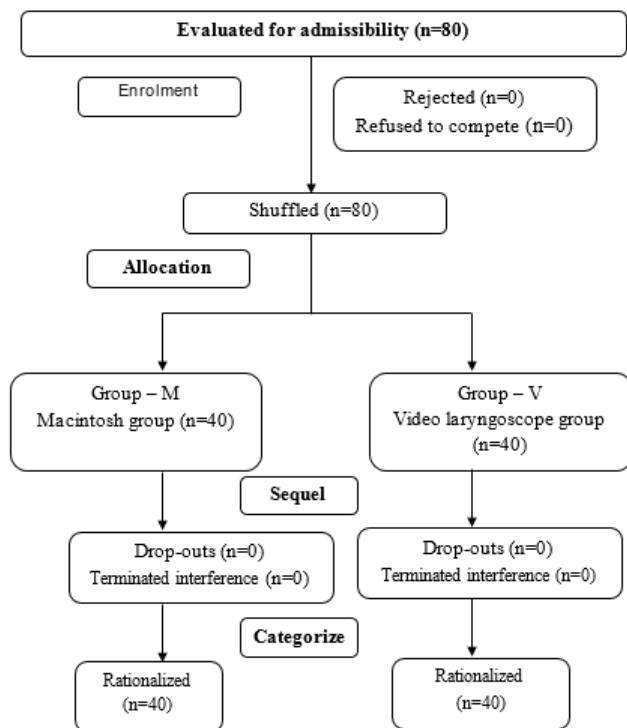 Evaluated for admissibility (n=80)
Enrolment
Rejected (n=0)
Refused to compete (n=0)
Shuffled (n=80)
Allocation
Group – M
Macintosh group (n=40)
Group – V
Video laryngoscope group
(n=40)
Sequel
Drop-outs (n=0)
Terminated interference (n=0)
Drop-outs (n=0)
Terminated interference (n=0)
Categorize
Rationalized
(n=40)
Rationalized
(n=40)